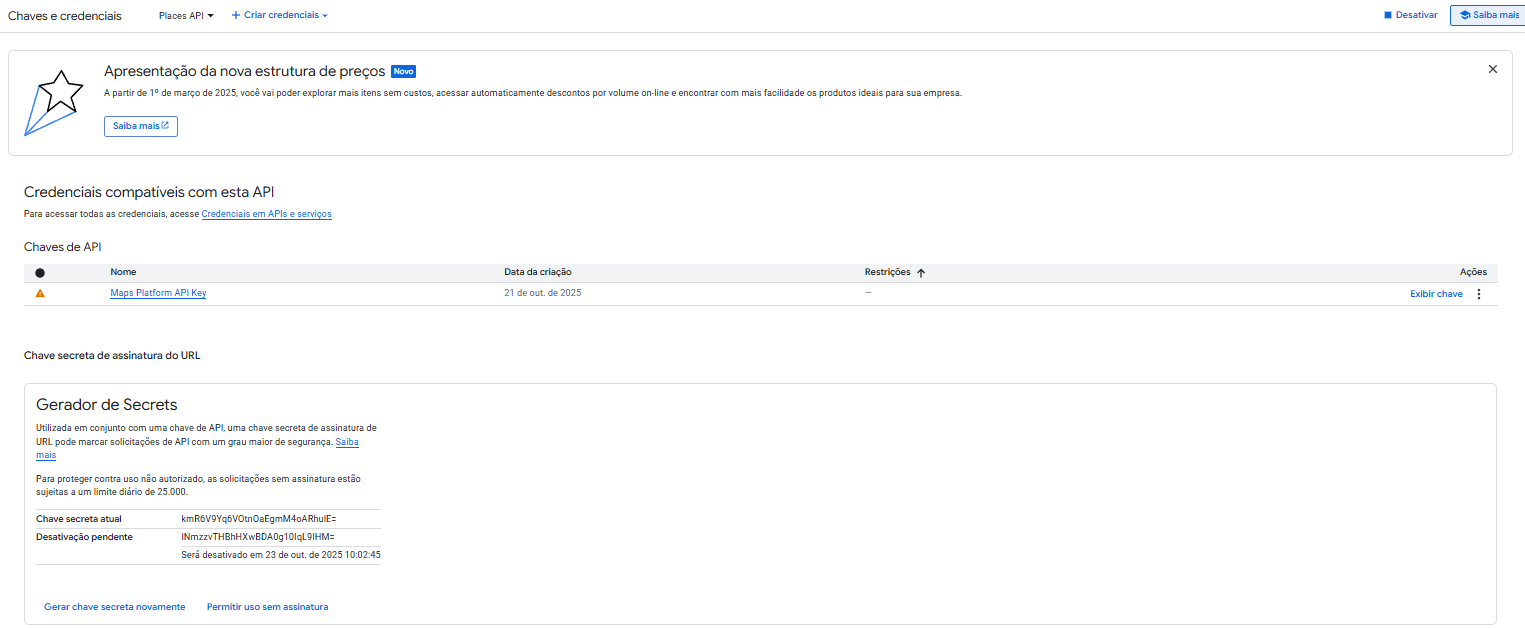 Chaves e credenciais
Places API
Criar credenciais
Desativar
Saiba mais
Apresentação da nova estrutura de preços Novo
A partir de 1º de março de 2025, você vai poder explorar mais itens sem custos, acessar automaticamente descontos por volume on-line e encontrar com mais facilidade os produtos ideais para sua empresa.
Saiba mais
Credenciais compatíveis com esta API
Para acessar todas as credenciais, acesse Credenciais em APIs e serviços
Chaves de API
Nome Data da criação Restrições Ações
Maps Platform API Key 21 de out. de 2025 — Exibir chave
Chave secreta de assinatura do URL
Gerador de Secrets
Utilizada em conjunto com uma chave de API, uma chave secreta de assinatura de
URL pode marcar solicitações de API com um grau maior de segurança. Saiba
mais
Para proteger contra uso não autorizado, as solicitações sem assinatura estão
sujeitas a um limite diário de 25.000.
Chave secreta atual kmR6V9Yq6VOtnOaEgmM4oARhuIE=
Desativação pendente INmzzvTHBhHXwBDA0g10IqL9IHM=
Será desativado em 23 de out. de 2025 10:02:45
Gerar chave secreta novamente Permitir uso sem assinatura